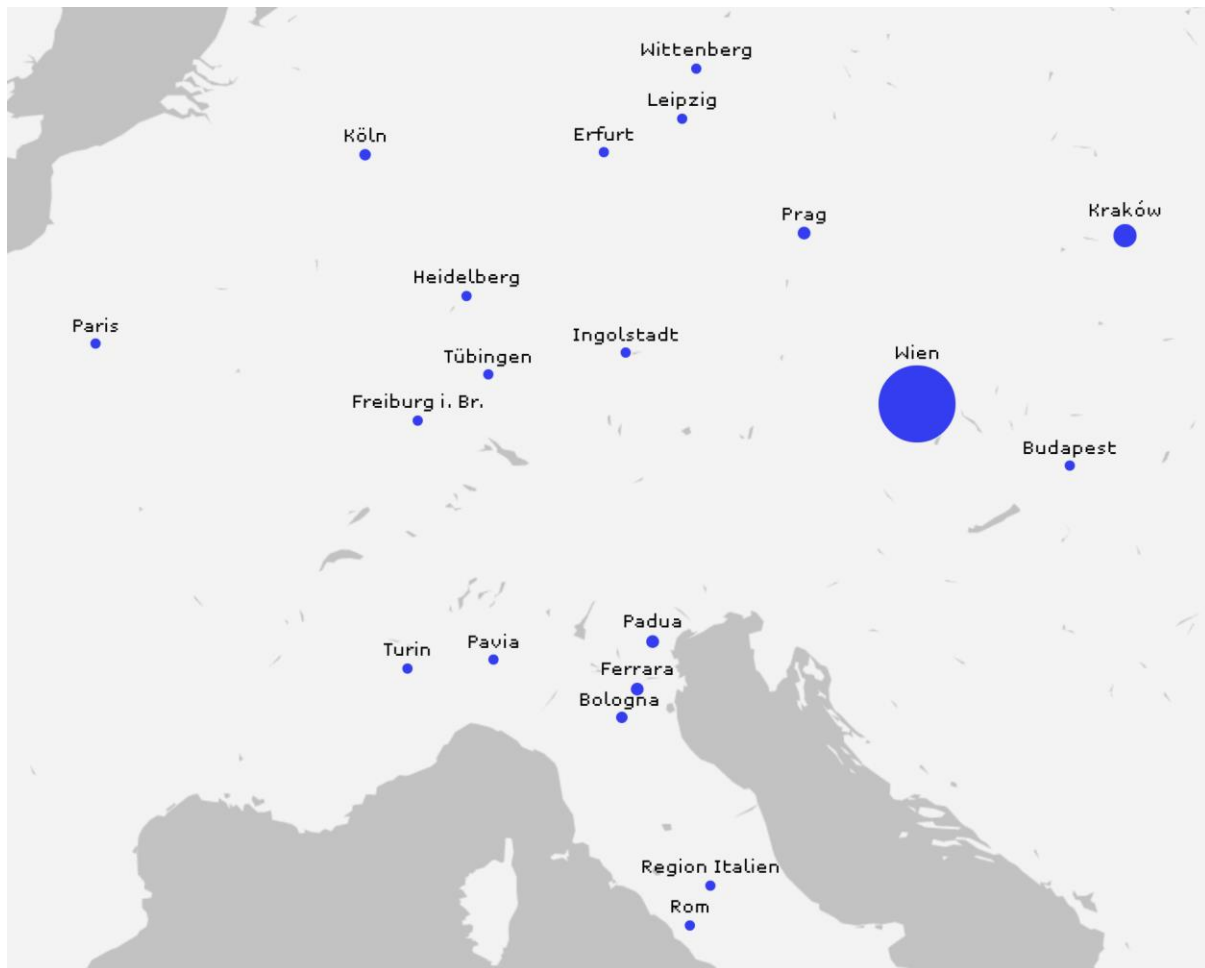 Wittenberg
Leipzig
Erfurt
Köln
Prag
Kraków
Heidelberg
Paris
Ingolstadt
Wien
Tübingen
Freiburg i. Br.
Budapest
Padua
Turin
Pavia
Ferrara
Bologna
Region Italien
Rom